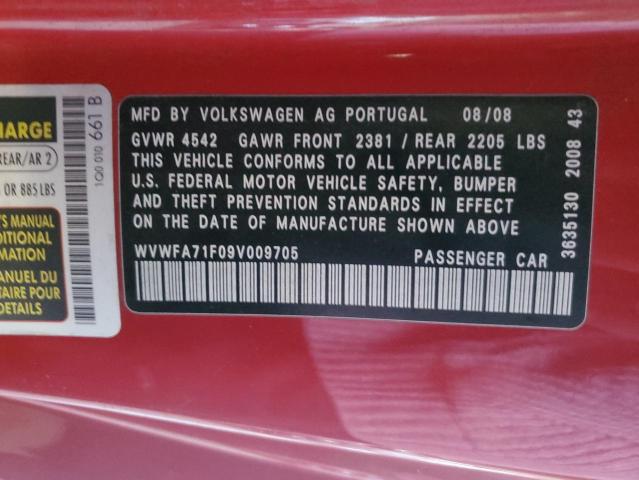 HARGE
REAR/AR 2
OR 885 LBS
'S MANUAL
DITIONAL
MATION
ANUEL DU
TAIRE POUR
DETAILS
1Q0 010 661 B
MFD BY VOLKSWAGEN AG PORTUGAL 08/08
GVWR 4542 GAWR FRONT 2381 / REAR 2205 LBS
THIS VEHICLE CONFORMS TO ALL APPLICABLE
U.S. FEDERAL MOTOR VEHICLE SAFETY, BUMPER
AND THEFT PREVENTION STANDARDS IN EFFECT
ON THE DATE OF MANUFACTURE SHOWN ABOVE
WVWFA71F09V009705 PASSENGER CAR
3635130 2008 43